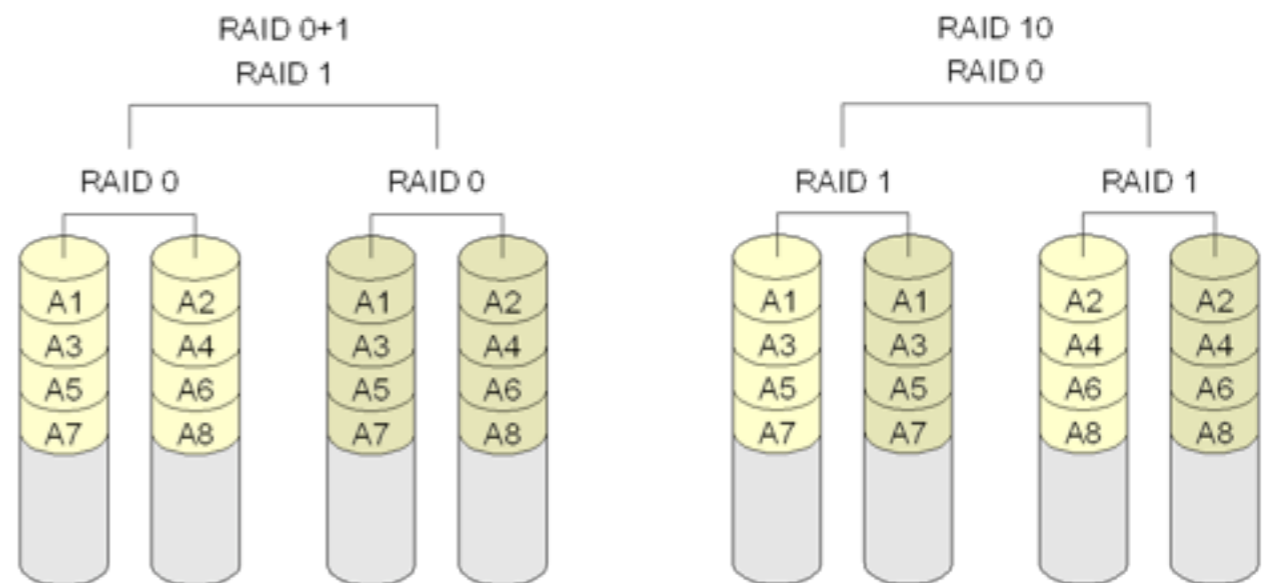 RAID 0+1
RAID 1
RAID 0
RAID 0
A1 A2 A1 A2
A3 A4 A3 A4
A5 A6 A5 A6
A7 A8 A7 A8
RAID 10
RAID 0
RAID 1
RAID 1
A1 A1 A2 A2
A3 A3 A4 A4
A5 A5 A6 A6
A7 A7 A8 A8